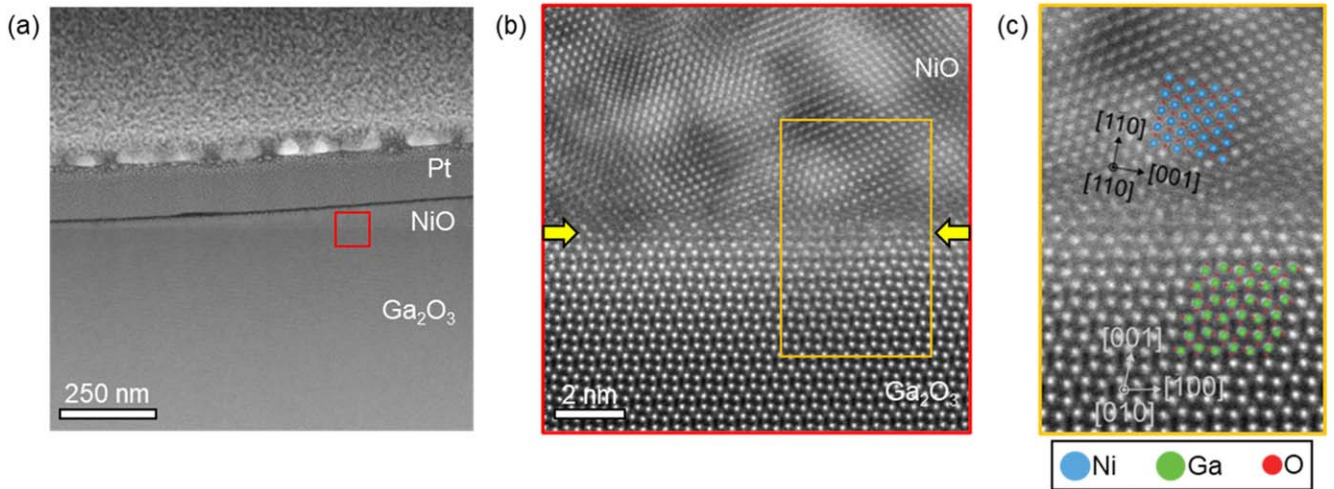 (a)
Pt
NiO
Ga₂O₃
250 nm
(b)
NiO
Ga₂O₃
2 nm
(c)
[110]
[001]
[110]
[001]
[100]
[010]
Ni Ga O